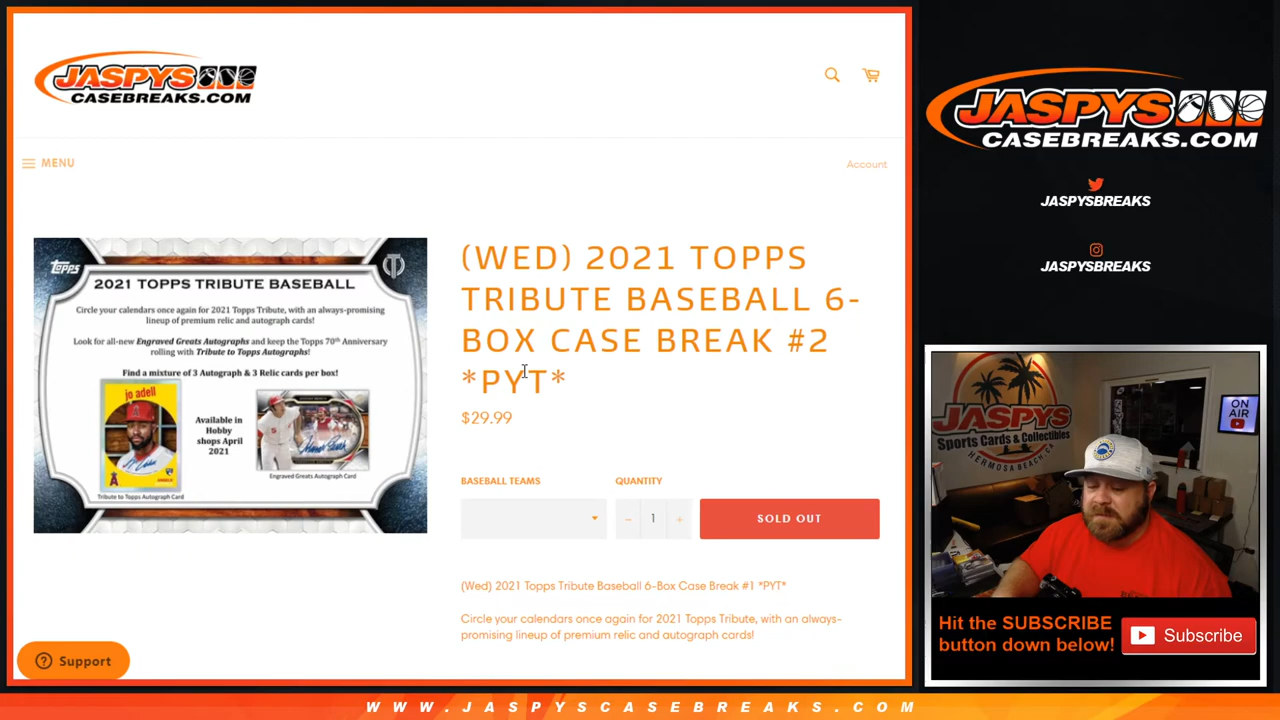 JASPYS
CASEBREAKS.COM
MENU
Account
topps
2021 TOPPS TRIBUTE BASEBALL
Circle your calendars once again for 2021 Topps Tribute, with an always-promising
lineup of premium relic and autograph cards!
Look for all-new Engraved Greats Autographs and keep the Topps 70th Anniversary
rolling with Tribute to Topps Autographs!
Find a mixture of 3 Autograph & 3 Relic cards per box!
jo adell
Available in
Hobby
shops April
2021
Engraved Greats Autograph Card
Tribute to Topps Autograph Card
(WED) 2021 TOPPS
TRIBUTE BASEBALL 6-
BOX CASE BREAK #2
*PYT*
$29.99
BASEBALL TEAMS
QUANTITY
− 1 +
SOLD OUT
(Wed) 2021 Topps Tribute Baseball 6-Box Case Break #1 *PYT*
Circle your calendars once again for 2021 Topps Tribute, with an always-
promising lineup of premium relic and autograph cards!
Support
JASPYS
CASEBREAKS.COM
JASPYSBREAKS
JASPYSBREAKS
JASPYS
Sports Cards & Collectibles
HERMOSA BEACH, CA
ON
AIR
Hit the SUBSCRIBE
button down below!
Subscribe
WWW.JASPYSCASEBREAKS.COM